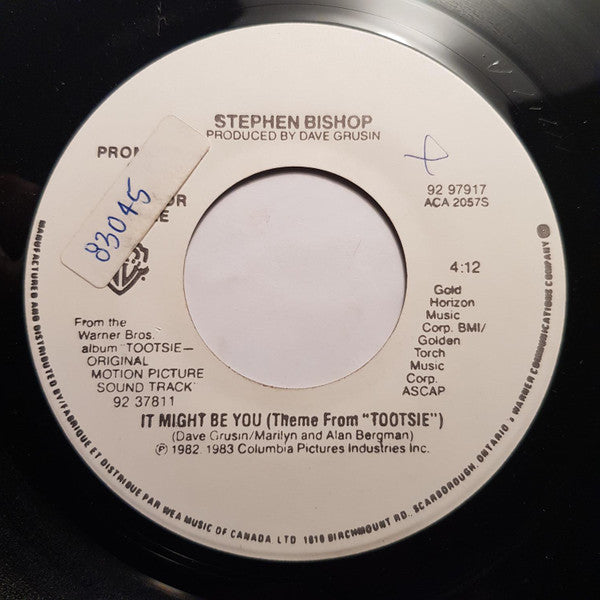 STEPHEN BISHOP
PRODUCED BY DAVE GRUSIN
83045
92 97917
ACA 2057S
4:12
Gold
Horizon
Music
Corp. BMI/
Golden
Torch
Music
Corp.
ASCAP
From the
Warner Bros.
album "TOOTSIE—
ORIGINAL
MOTION PICTURE
SOUND TRACK"
92 37811
IT MIGHT BE YOU (Theme From "TOOTSIE")
(Dave Grusin/Marilyn and Alan Bergman)
℗ 1982, 1983 Columbia Pictures Industries Inc.
MANUFACTURED AND DISTRIBUTED BY/FABRIQUE ET DISTRIBUE PAR WEA MUSIC OF CANADA, LTD 1810 BIRCHMOUNT RD., SCARBOROUGH, ONTARIO • WARNER COMMUNICATIONS COMPANY